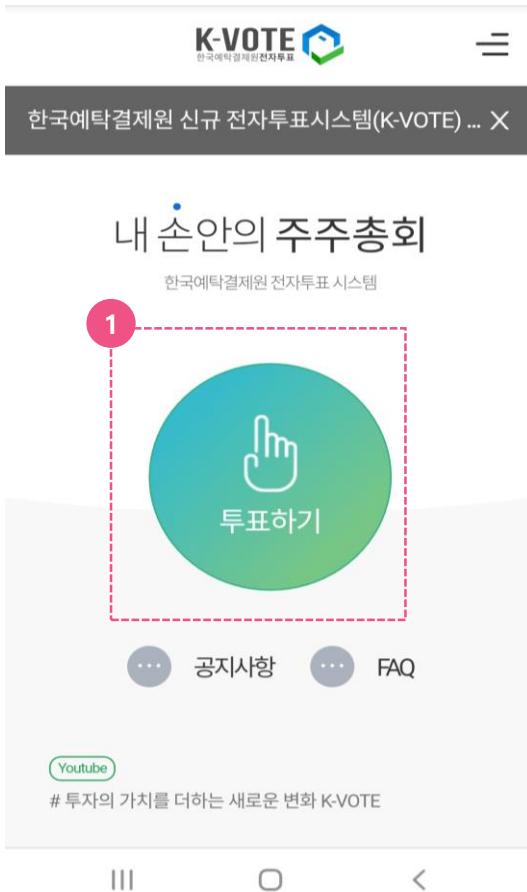 K-VOTE
한국예탁결제원전자투표
한국예탁결제원 신규 전자투표시스템(K-VOTE) ... X
내 손안의 주주총회
한국예탁결제원 전자투표 시스템
1
투표하기
공지사항 FAQ
Youtube
# 투자의 가치를 더하는 새로운 변화 K-VOTE